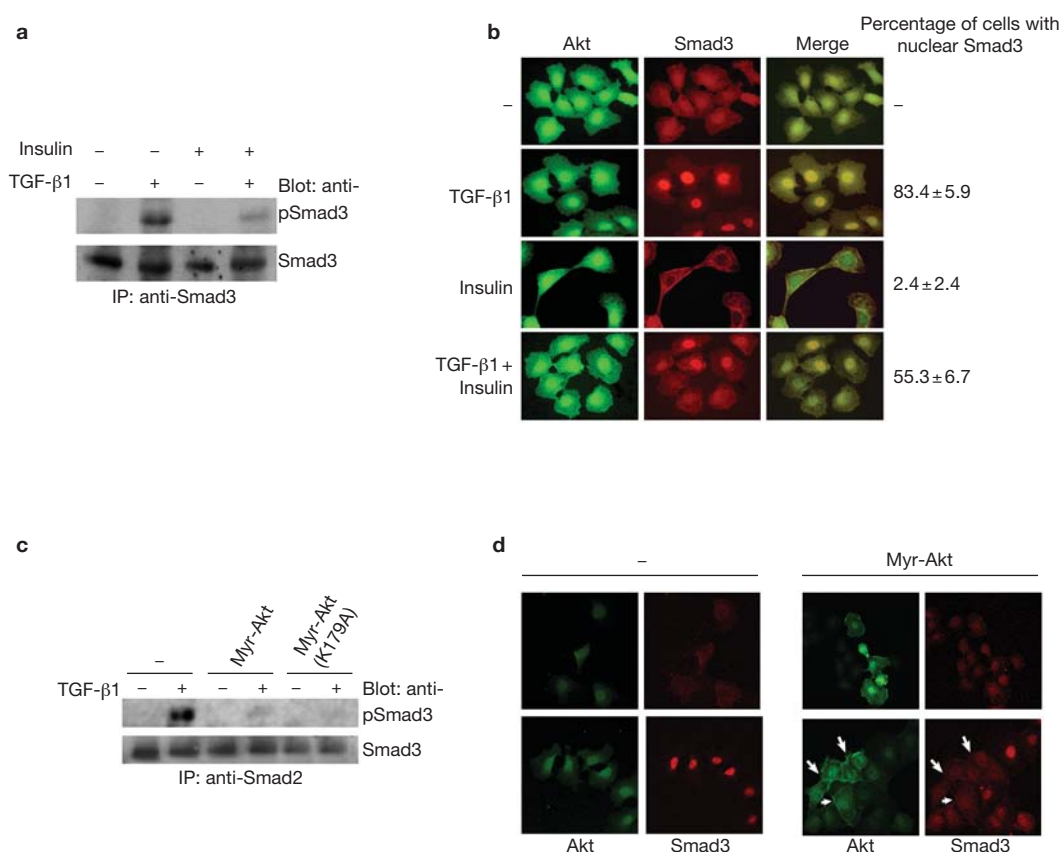 a
Insulin – – + +
TGF-β1 – + – + Blot: anti-
pSmad3
Smad3
IP: anti-Smad3
b
Akt Smad3 Merge Percentage of cells with
nuclear Smad3
– –
TGF-β1 83.4 ± 5.9
Insulin 2.4 ± 2.4
TGF-β1 +
Insulin 55.3 ± 6.7
c
– Myr-Akt Myr-Akt
(K179A)
TGF-β1 – + – + – + Blot: anti-
pSmad3
Smad3
IP: anti-Smad2
d
– Myr-Akt
Akt Smad3 Akt Smad3